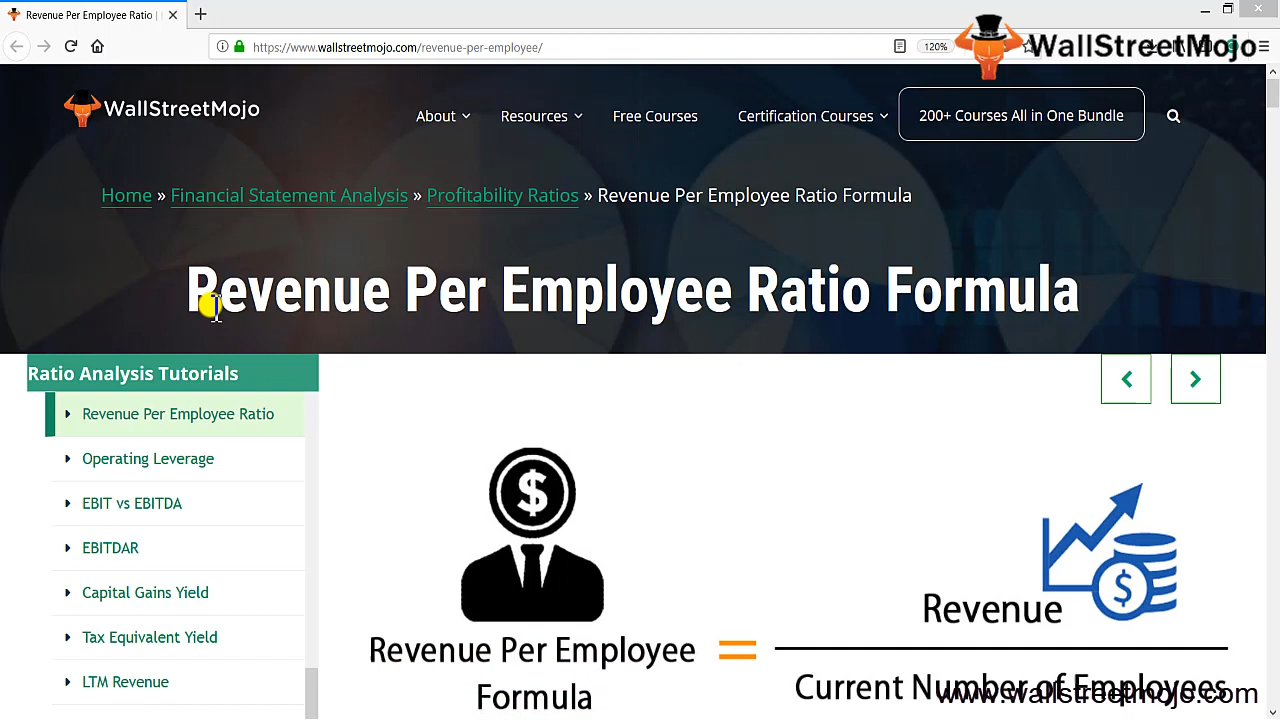 Revenue Per Employee Ratio |
https://www.wallstreetmojo.com/revenue-per-employee/
120%
WallStreetMojo
WallStreetMojo
About
Resources
Free Courses
Certification Courses
200+ Courses All in One Bundle
Home » Financial Statement Analysis » Profitability Ratios » Revenue Per Employee Ratio Formula
Revenue Per Employee Ratio Formula
Ratio Analysis Tutorials
Revenue Per Employee Ratio
Operating Leverage
EBIT vs EBITDA
EBITDAR
Capital Gains Yield
Tax Equivalent Yield
LTM Revenue
$
$
Revenue Per Employee
Formula
=
Revenue
Current Number of Employees
www.wallstreetmojo.com